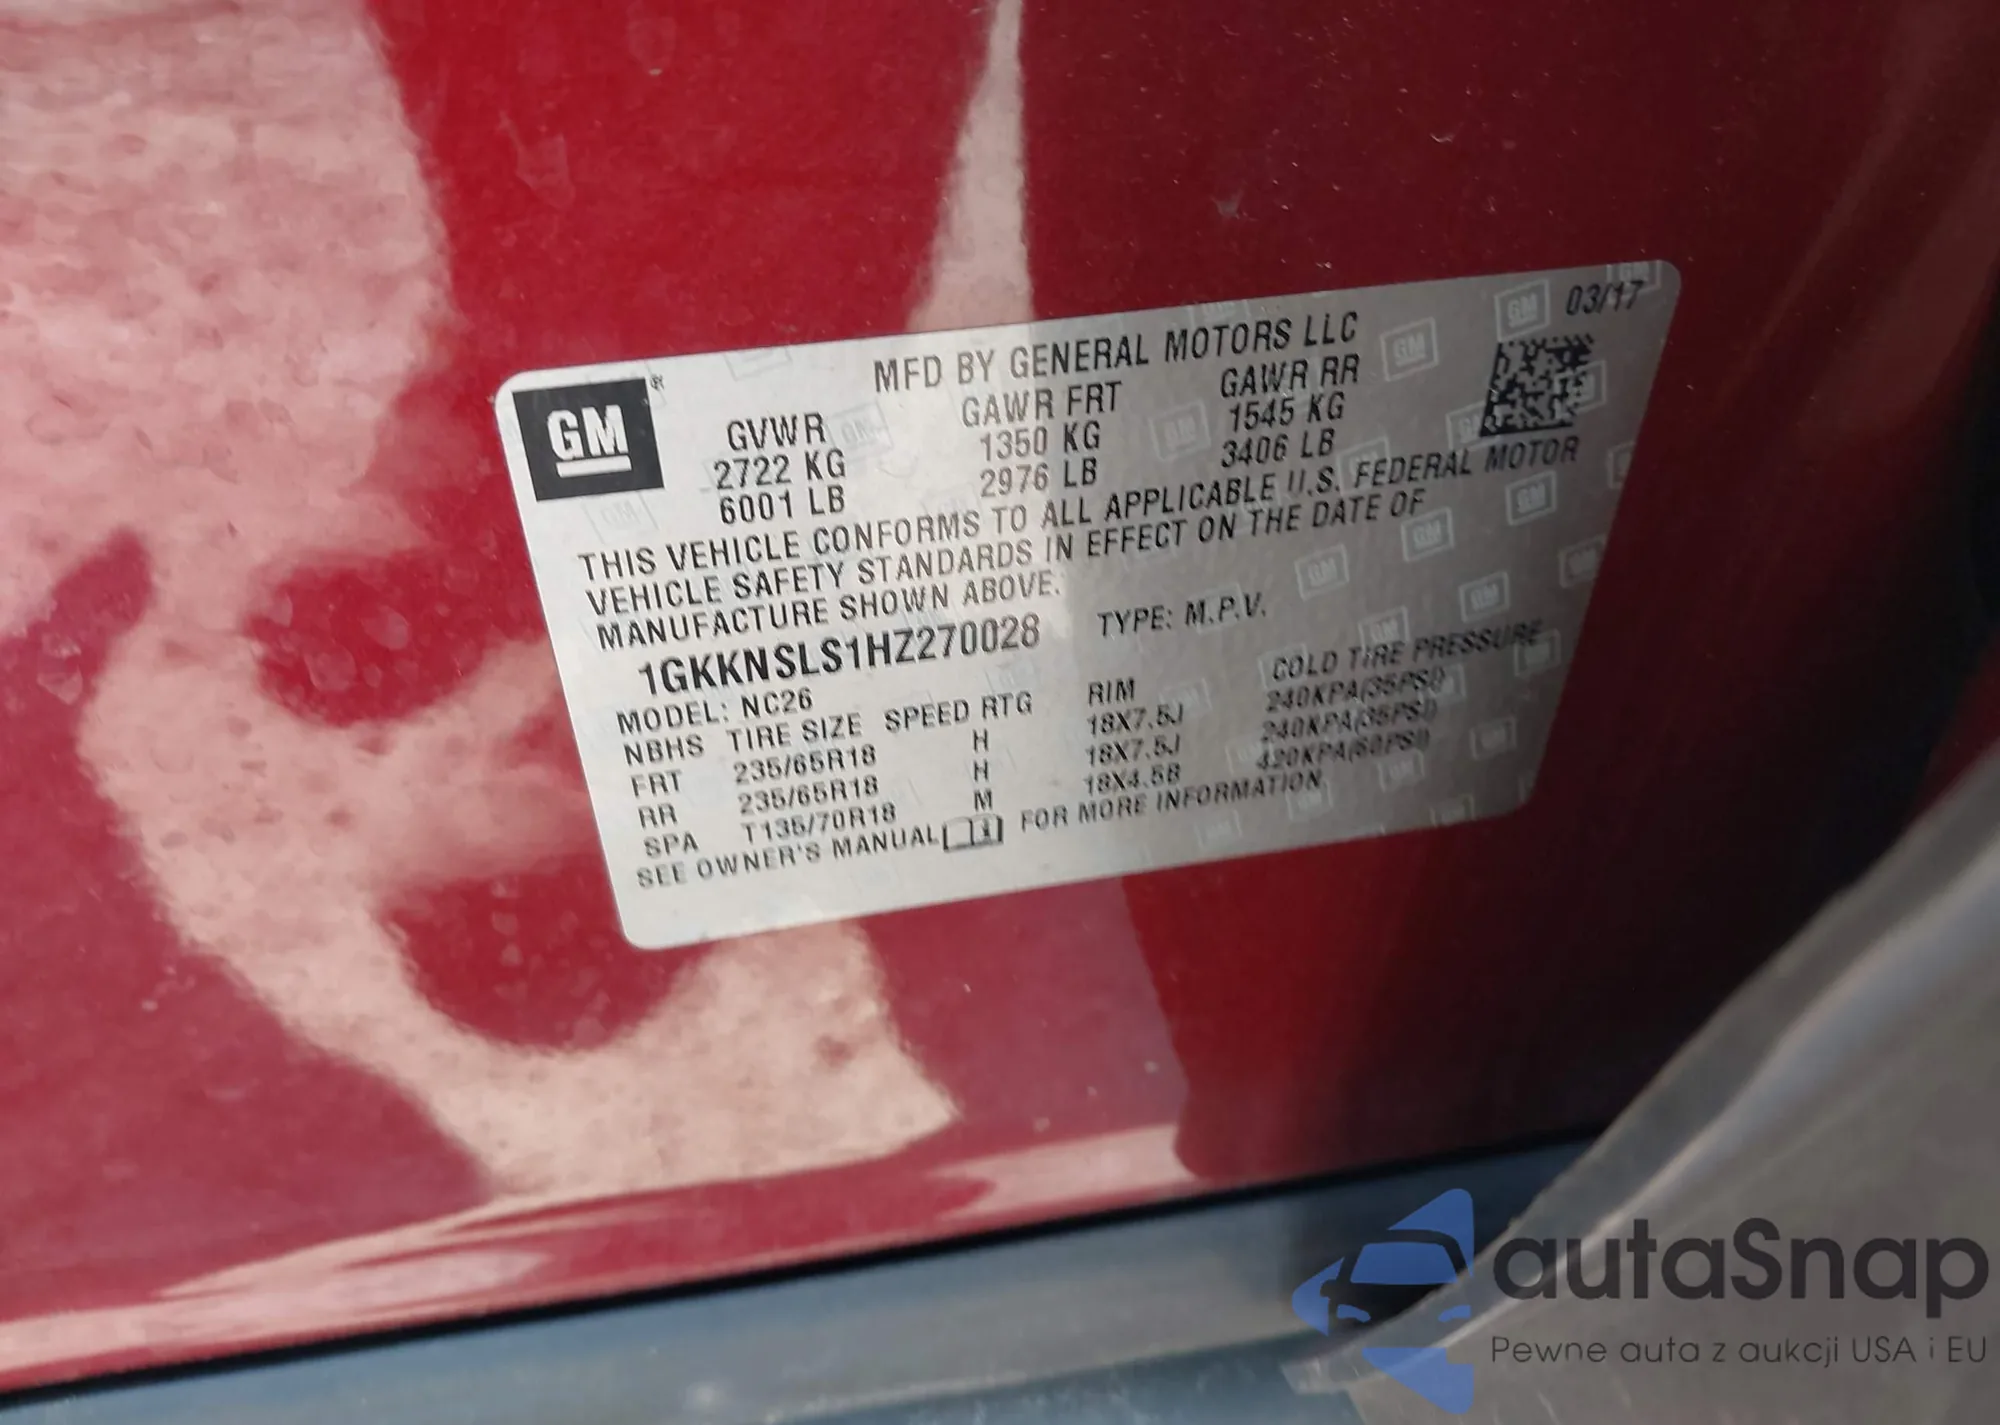 03/17
MFD BY GENERAL MOTORS LLC
GM ®
GVWR GAWR FRT GAWR RR
2722 KG 1350 KG 1545 KG
6001 LB 2976 LB 3406 LB
THIS VEHICLE CONFORMS TO ALL APPLICABLE U.S. FEDERAL MOTOR
VEHICLE SAFETY STANDARDS IN EFFECT ON THE DATE OF
MANUFACTURE SHOWN ABOVE.
1GKKNSLS1HZ270028 TYPE: M.P.V.
MODEL: NC26
NBHS TIRE SIZE SPEED RTG RIM COLD TIRE PRESSURE
FRT 235/65R18 H 18X7.5J 240KPA(35PSI)
RR 235/65R18 H 18X7.5J 240KPA(35PSI)
SPA T135/70R18 M 18X4.5B 420KPA(60PSI)
SEE OWNER'S MANUAL FOR MORE INFORMATION
autaSnap
Pewne auta z aukcji USA i EU